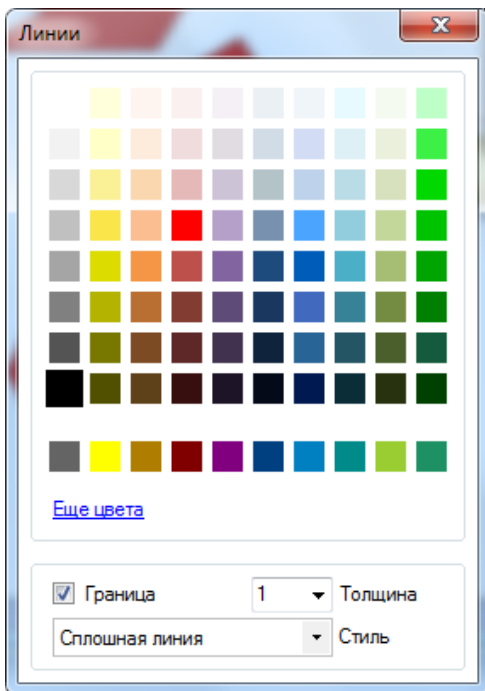 Линии
Еще цвета
Граница 1 Толщина
Сплошная линия Стиль